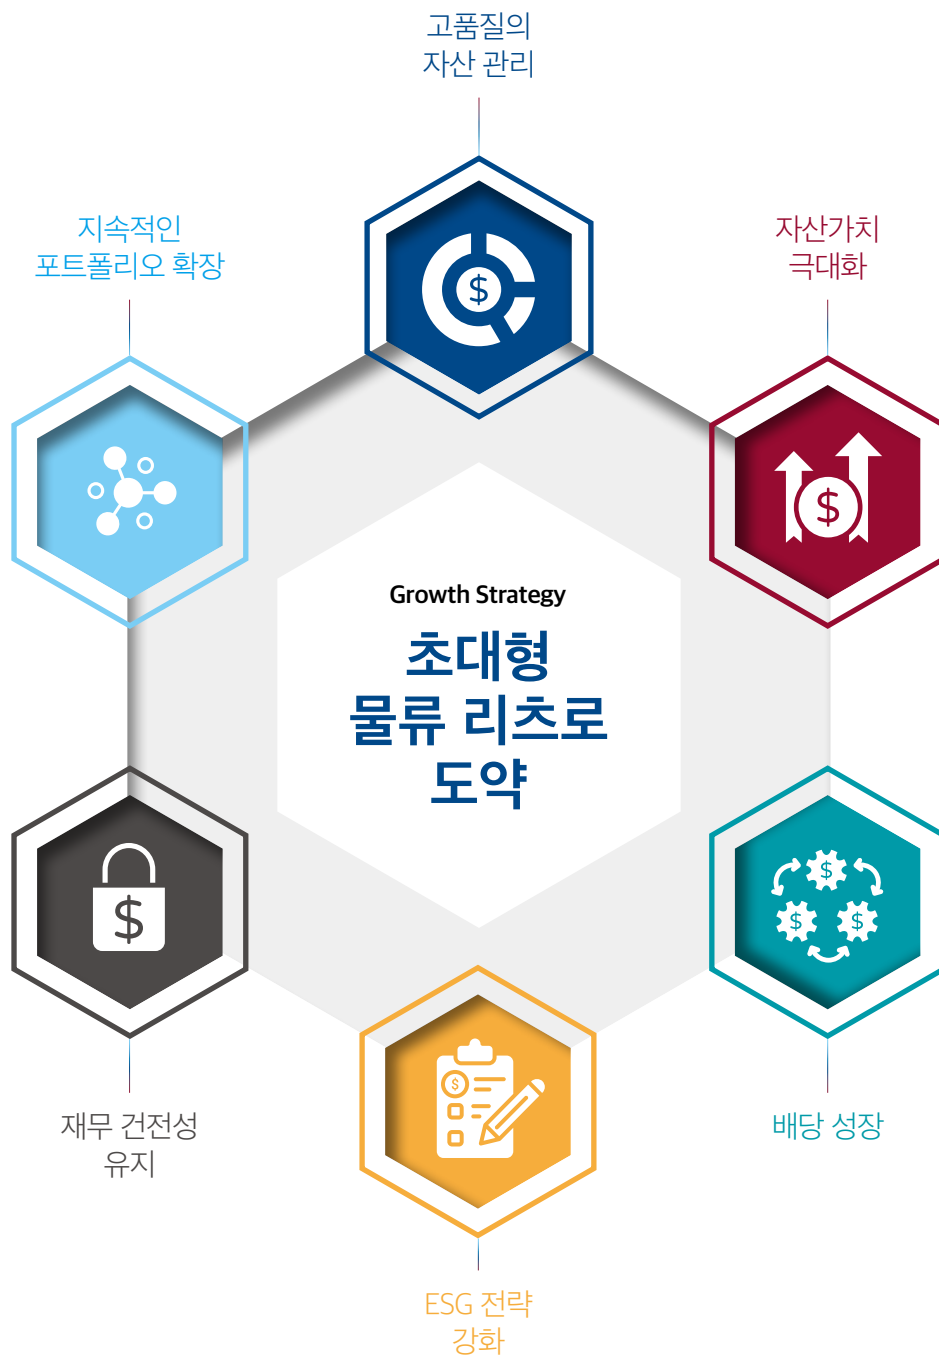 고품질의
자산 관리
지속적인
포트폴리오 확장
자산가치
극대화
$
$
Growth Strategy
초대형
물류 리츠로
도약
$
$
$
$
$
재무 건전성
유지
배당 성장
ESG 전략
강화